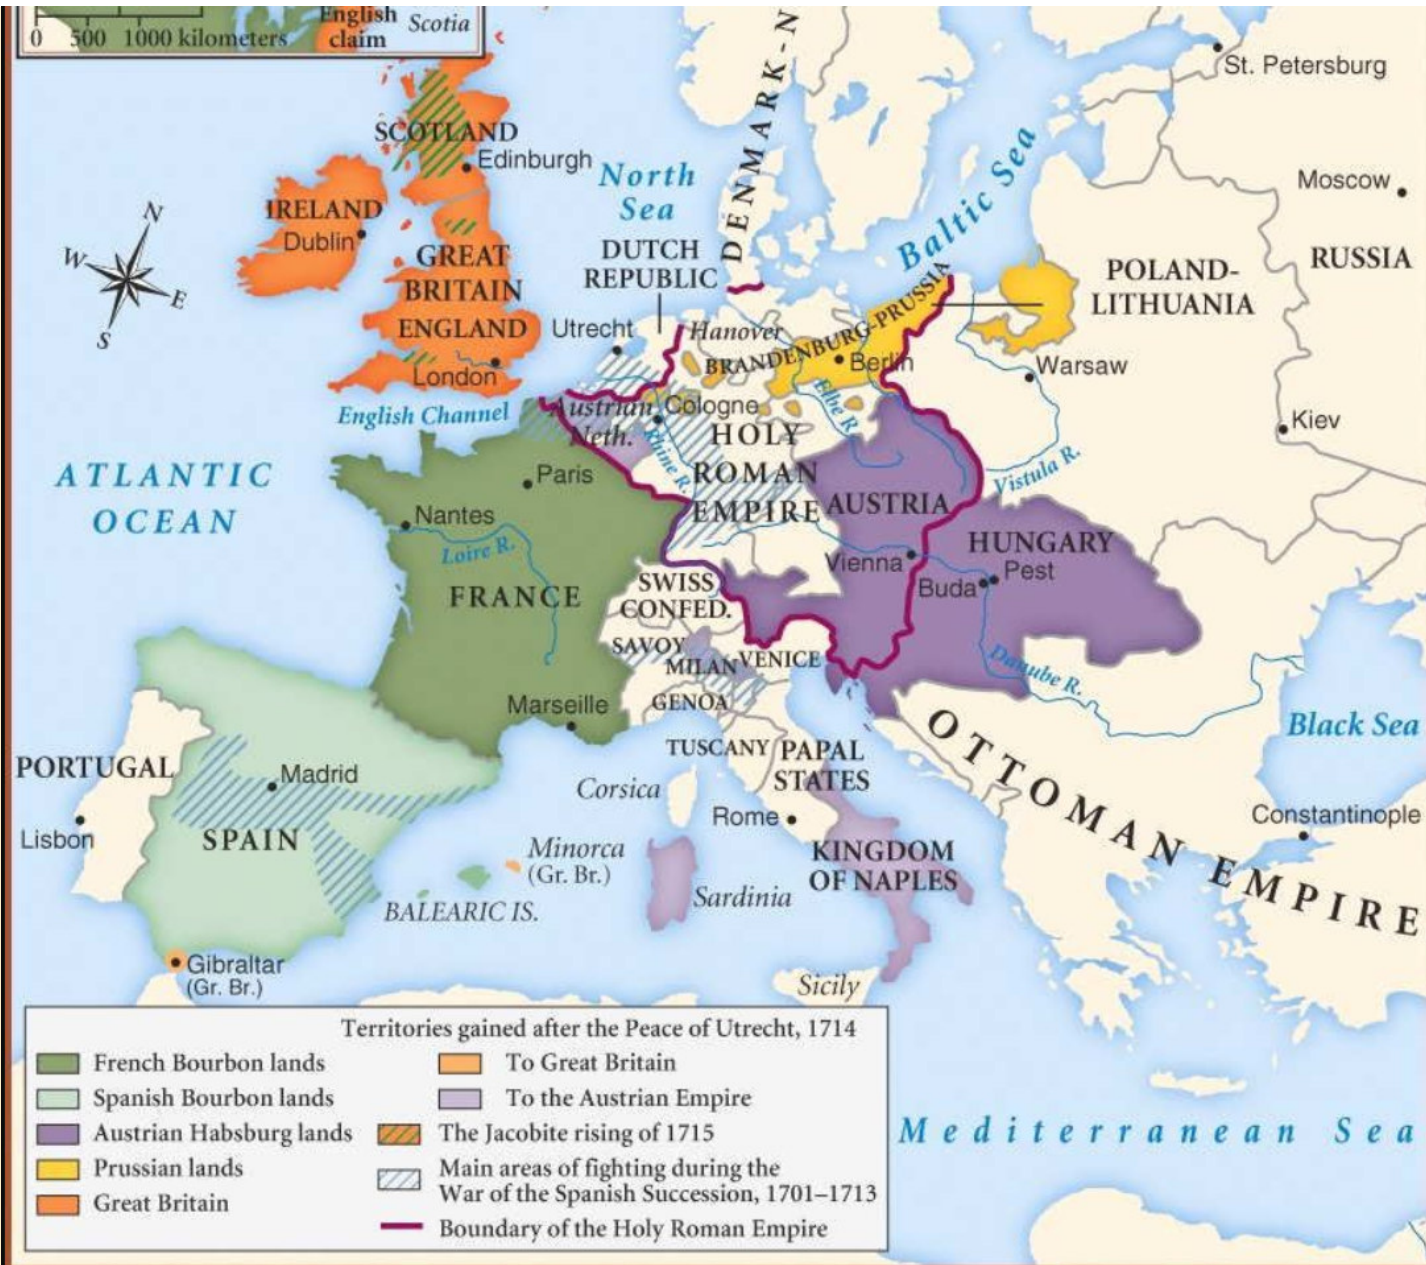 English
claim
Scotia
0 500 1000 kilometers
St. Petersburg
DENMARK-N
SCOTLAND
Edinburgh
North
Sea
Baltic Sea
Moscow
IRELAND
Dublin
N
W
E
S
GREAT
BRITAIN
DUTCH
REPUBLIC
RUSSIA
POLAND-
LITHUANIA
ENGLAND
Utrecht
Hanover
BRANDENBURG-PRUSSIA
Berlin
Warsaw
London
English Channel
Austrian
Neth.
Cologne
Elbe R.
Kiev
HOLY
ROMAN
EMPIRE
Rhine R.
ATLANTIC
OCEAN
Paris
Vistula R.
AUSTRIA
Nantes
Loire R.
HUNGARY
Vienna
Buda
Pest
FRANCE
SWISS
CONFED.
SAVOY
MILAN
VENICE
Danube R.
GENOA
Marseille
Black Sea
OTTOMAN EMPIRE
PORTUGAL
Madrid
TUSCANY
PAPAL
STATES
Corsica
Rome
Constantinople
Lisbon
SPAIN
Minorca
(Gr. Br.)
KINGDOM
OF NAPLES
Sardinia
BALEARIC IS.
Gibraltar
(Gr. Br.)
Sicily
Mediterranean Sea
Territories gained after the Peace of Utrecht, 1714
French Bourbon lands
Spanish Bourbon lands
Austrian Habsburg lands
Prussian lands
Great Britain
To Great Britain
To the Austrian Empire
The Jacobite rising of 1715
Main areas of fighting during the
War of the Spanish Succession, 1701–1713
Boundary of the Holy Roman Empire